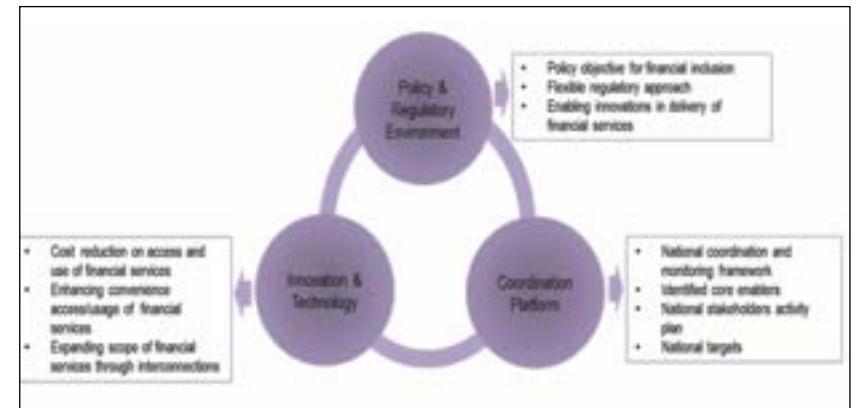 Policy &
Regulatory
Environment
• Policy objective for financial inclusion
• Flexible regulatory approach
• Enabling innovations in delivery of
financial services
Innovation &
Technology
• Cost reduction on access and
use of financial services
• Enhancing convenience
access/usage of financial
services
• Expanding scope of financial
services through interconnections
Coordination
Platform
• National coordination and
monitoring framework
• Identified core enablers
• National stakeholders activity
plan
• National targets